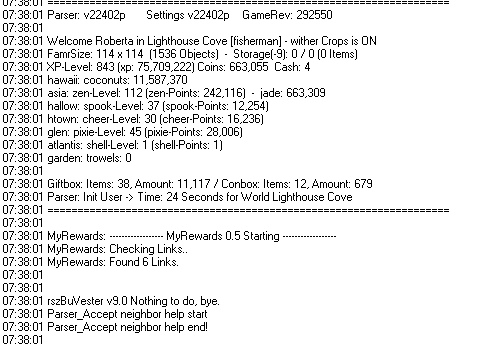 07:38:01 ==================================================================
07:38:01 Parser: v22402p Settings v22402p GameRev: 292550
07:38:01
07:38:01 Welcome Roberta in Lighthouse Cove [fisherman] - wither Crops is ON
07:38:01 FamrSize: 114 x 114 (1536 Objects) - Storage(-9): 0 / 0 (0 Items)
07:38:01 XP-Level: 843 (xp: 75,709,222) Coins: 663,055 Cash: 4
07:38:01 hawaii: coconuts: 11,587,370
07:38:01 asia: zen-Level: 112 (zen-Points: 242,116) - jade: 663,309
07:38:01 hallow: spook-Level: 37 (spook-Points: 12,254)
07:38:01 htown: cheer-Level: 30 (cheer-Points: 16,236)
07:38:01 glen: pixie-Level: 45 (pixie-Points: 28,006)
07:38:01 atlantis: shell-Level: 1 (shell-Points: 1)
07:38:01 garden: trowels: 0
07:38:01
07:38:01 Giftbox: Items: 38, Amount: 11,117 / Conbox: Items: 12, Amount: 679
07:38:01 Parser: Init User -> Time: 24 Seconds for World Lighthouse Cove
07:38:01 ==================================================================
07:38:01
07:38:01 MyRewards: ----------------- MyRewards 0.5 Starting -----------------
07:38:01 MyRewards: Checking Links..
07:38:01 MyRewards: Found 6 Links.
07:38:01
07:38:01
07:38:01 rszBuVester v9.0 Nothing to do, bye.
07:38:01 Parser_Accept neighbor help start
07:38:01 Parser_Accept neighbor help end!
07:38:01